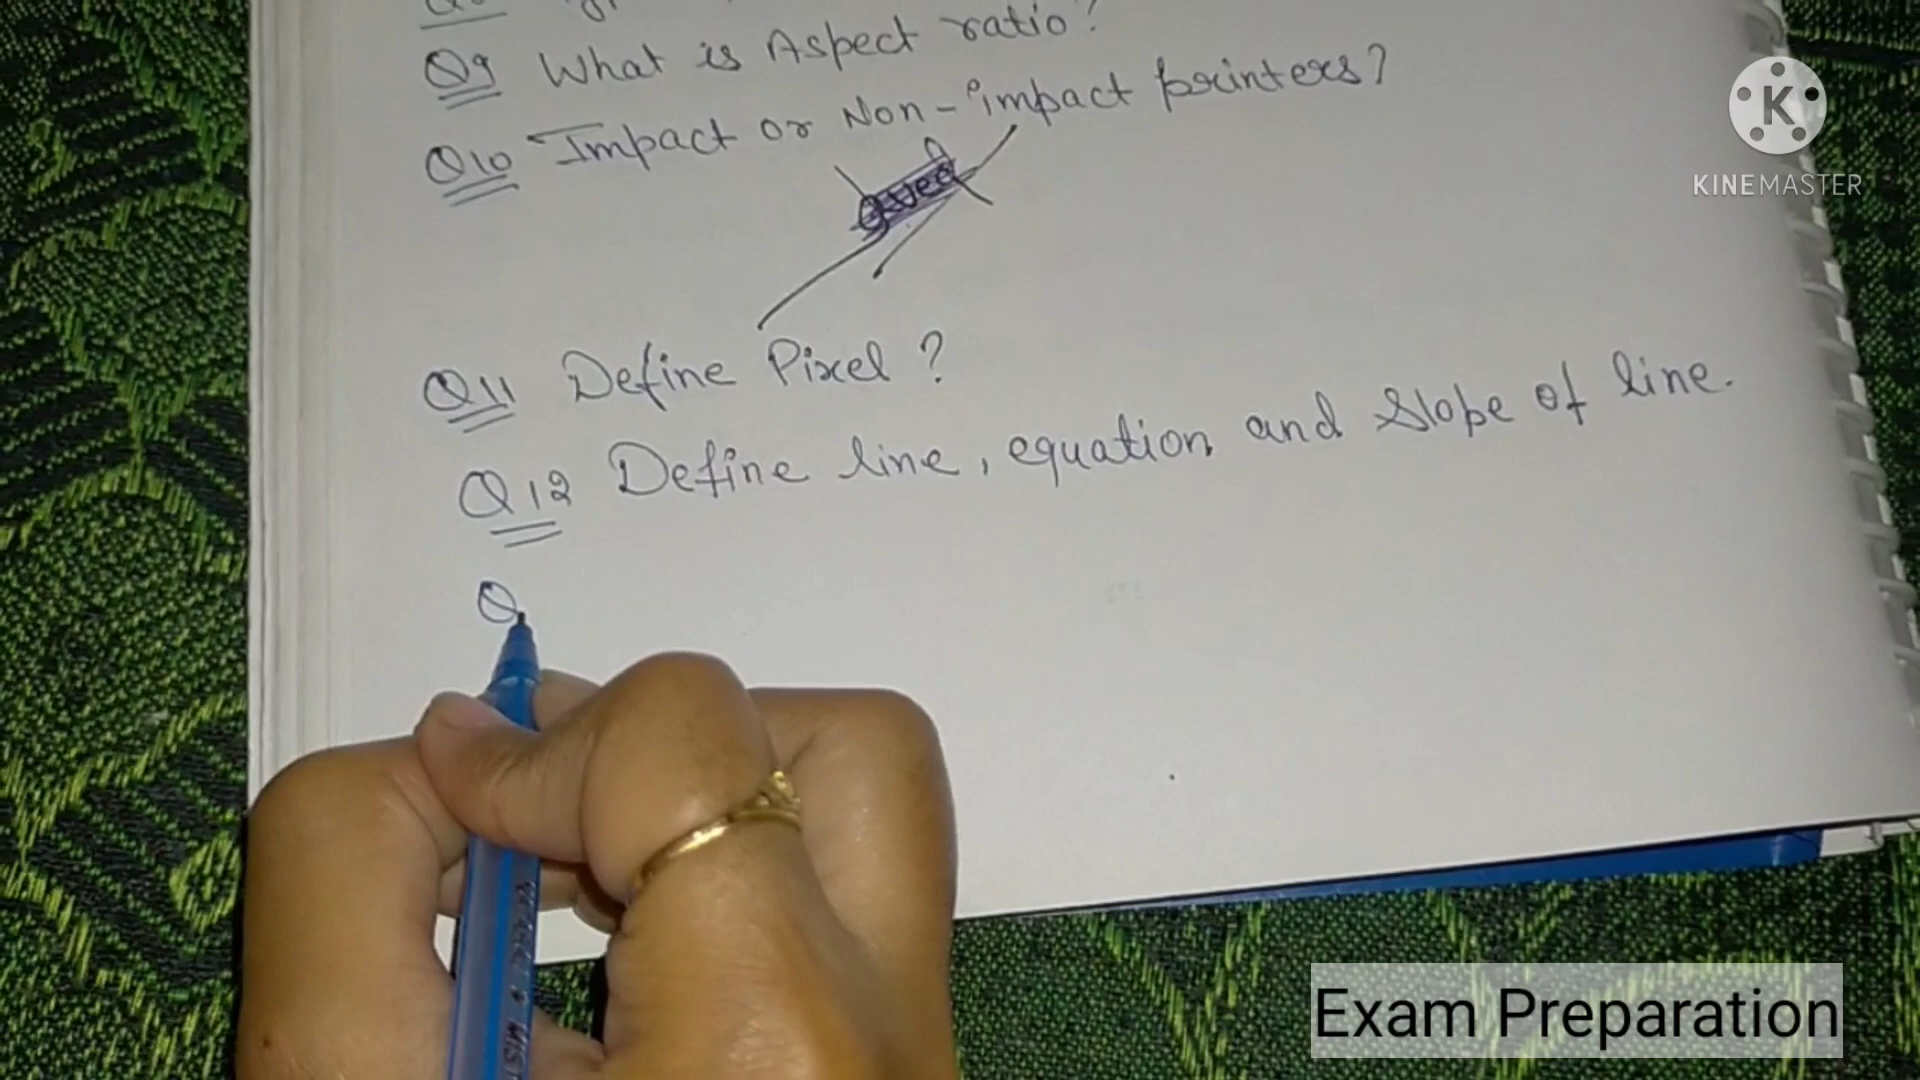 Q9 What is Aspect ratio?
Q10 Impact or Non-impact printers?
Q11 Define Pixel?
Q12 Define line, equation and slope of line.
Q
K
KINEMASTER
Exam Preparation